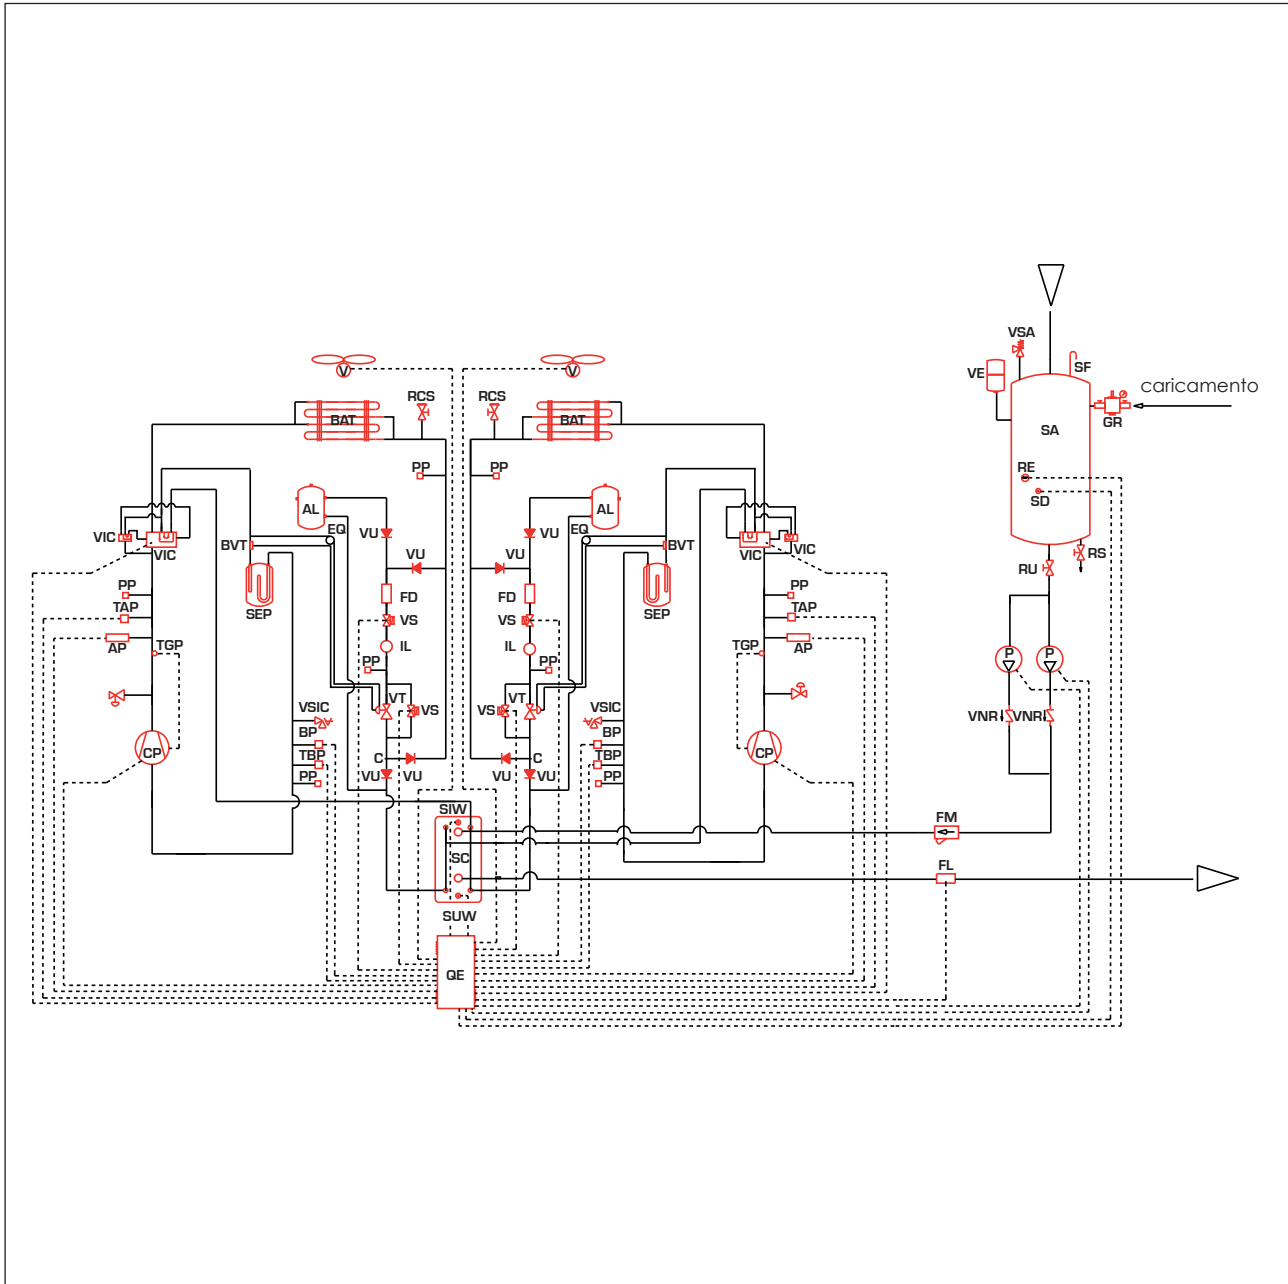 VSA
V V
VE SF
caricamento
RCS RCS
GR
BAT BAT
SA
PP PP
RE
SD
AL AL
EQ VU VU EQ
VIC VIC BVT VU VU BVT VIC VIC
RS
RU
PP SEP FD FD SEP PP
TAP VS VS TAP
AP TGP IL IL TGP AP
PP PP P P
VT VS VS VT
VSIC VSIC
VNR VNR
BP BP
CP TBP C C TBP CP
PP VU VU VU VU PP
SIW
FM
SC
FL
SUW
QE